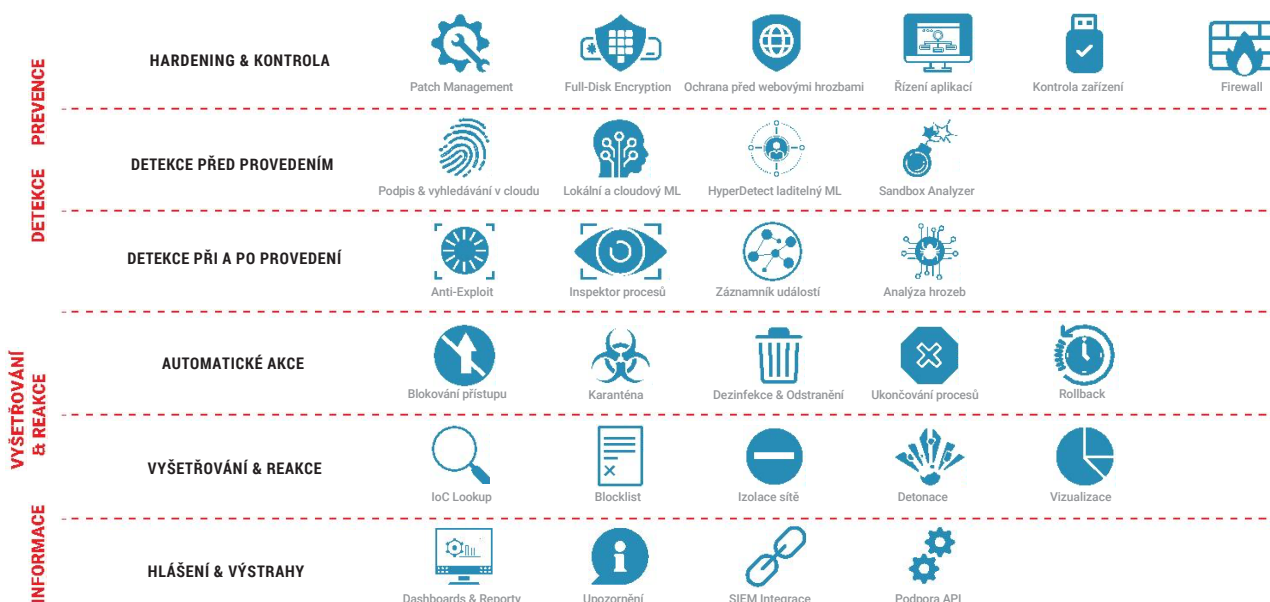 PREVENCE
HARDENING & KONTROLA
Patch Management
Full-Disk Encryption
Ochrana před webovými hrozbami
Řízení aplikací
Kontrola zařízení
Firewall
DETEKCE
DETEKCE PŘED PROVEDENÍM
Podpis & vyhledávání v cloudu
Lokální a cloudový ML
HyperDetect laditelný ML
Sandbox Analyzer
DETEKCE PŘI A PO PROVEDENÍ
Anti-Exploit
Inspektor procesů
Záznamník událostí
Analýza hrozeb
VYŠETŘOVÁNÍ
& REAKCE
AUTOMATICKÉ AKCE
Blokování přístupu
Karanténa
Dezinfekce & Odstranění
Ukončování procesů
Rollback
VYŠETŘOVÁNÍ & REAKCE
IoC Lookup
Blocklist
Izolace sítě
Detonace
Vizualizace
INFORMACE
HLÁŠENÍ & VÝSTRAHY
Dashboards & Reporty
Upozornění
SIEM Integrace
Podpora API